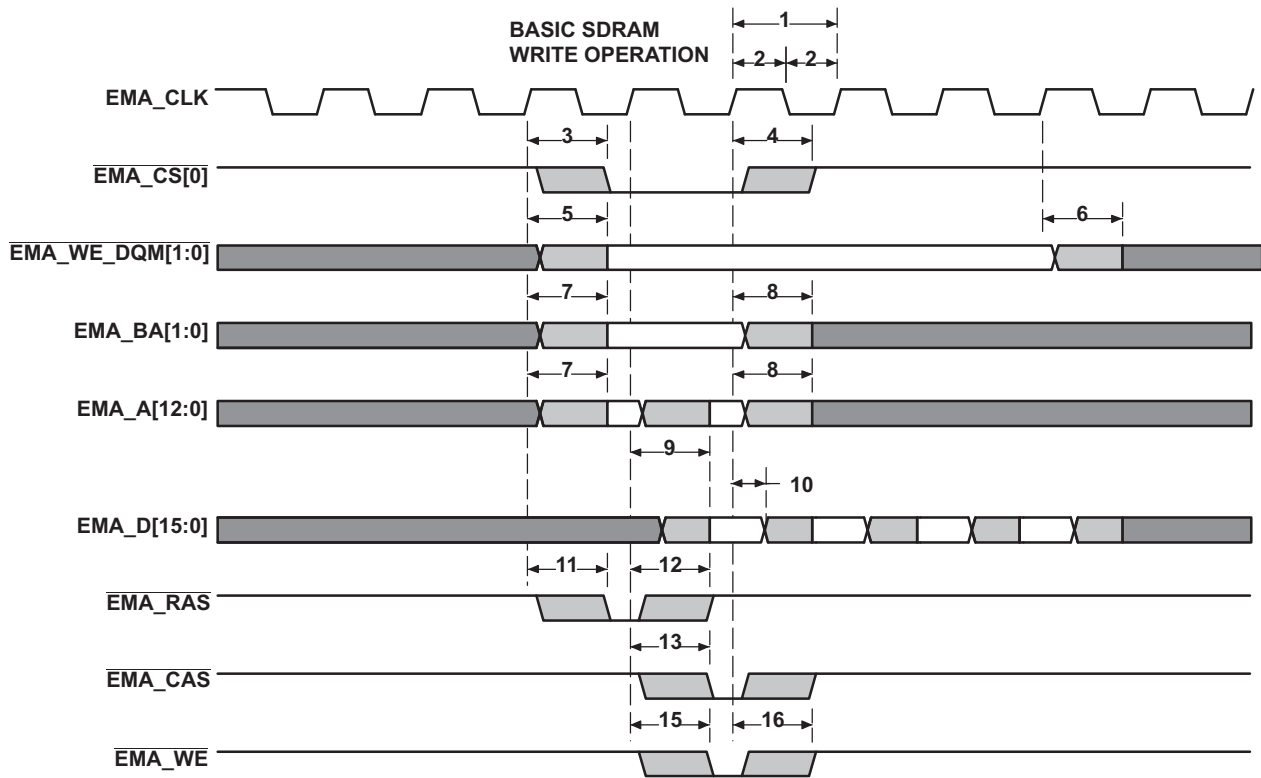 BASIC SDRAM
WRITE OPERATION
1
2 2
EMA_CLK
3 4
EMA_CS[0]
5 6
EMA_WE_DQM[1:0]
7 8
EMA_BA[1:0]
7 8
EMA_A[12:0]
9
10
EMA_D[15:0]
11 12
EMA_RAS
13
EMA_CAS
15 16
EMA_WE